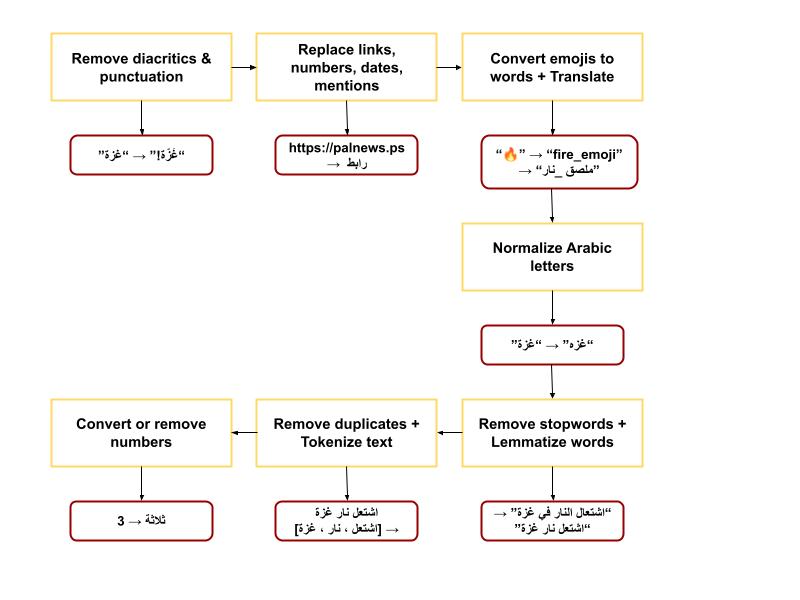 Remove diacritics &
punctuation
Replace links,
numbers, dates,
mentions
Convert emojis to
words + Translate
“غَزّة!” → “غزة”
https://palnews.ps
→ رابط
“🔥” → “fire_emoji”
→ “ملصق _نار”
Normalize Arabic
letters
“غزه” → “غزة”
Convert or remove
numbers
Remove duplicates +
Tokenize text
Remove stopwords +
Lemmatize words
3 → ثلاثة
اشتعل نار غزة
→ [اشتعل ، نار ، غزة]
“اشتعال النار في غزة” →
“اشتعل نار غزة”